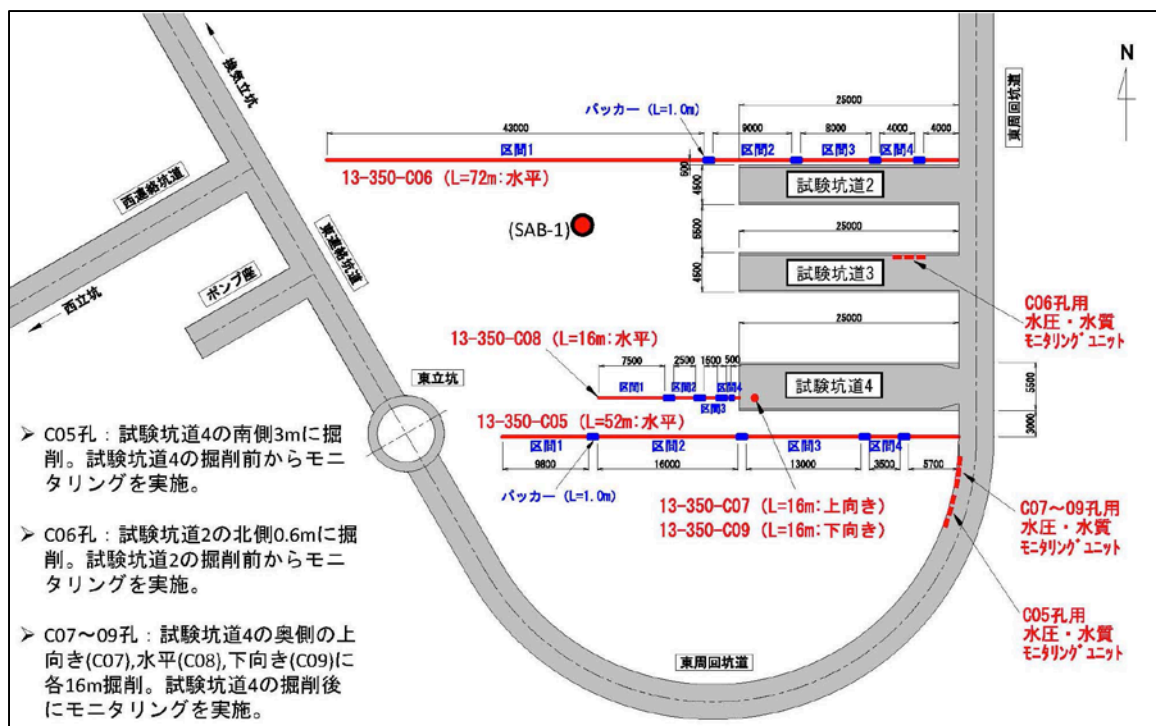 N
換気立坑
西連絡坑道
東連絡坑道
ポンプ座
西立坑
東立坑
東周回坑道
25000
パッカー (L=1.0m)
43000
9000
8000
4000
4000
区間1
区間2
区間3
区間4
13-350-C06 (L=72m:水平)
500
4500
試験坑道2
(SAB-1)
5500
25000
4500
試験坑道3
C06孔用
水圧・水質
モニタリングユニット
25000
13-350-C08 (L=16m:水平)
7500
2500
1500
500
区間1
区間2
区間3
区間4
試験坑道4
5500
3000
13-350-C05 (L=52m:水平)
区間1
区間2
区間3
区間4
9800
16000
13000
3500
5700
パッカー (L=1.0m)
13-350-C07 (L=16m:上向き)
13-350-C09 (L=16m:下向き)
C07~09孔用
水圧・水質
モニタリングユニット
C05孔用
水圧・水質
モニタリングユニット
東周回坑道
➢ C05孔:試験坑道4の南側3mに掘
削。試験坑道4の掘削前からモニ
タリングを実施。
➢ C06孔:試験坑道2の北側0.6mに掘
削。試験坑道2の掘削前からモニ
タリングを実施。
➢ C07~09孔:試験坑道4の奥側の上
向き(C07),水平(C08),下向き(C09)に
各16m掘削。試験坑道4の掘削後
にモニタリングを実施。